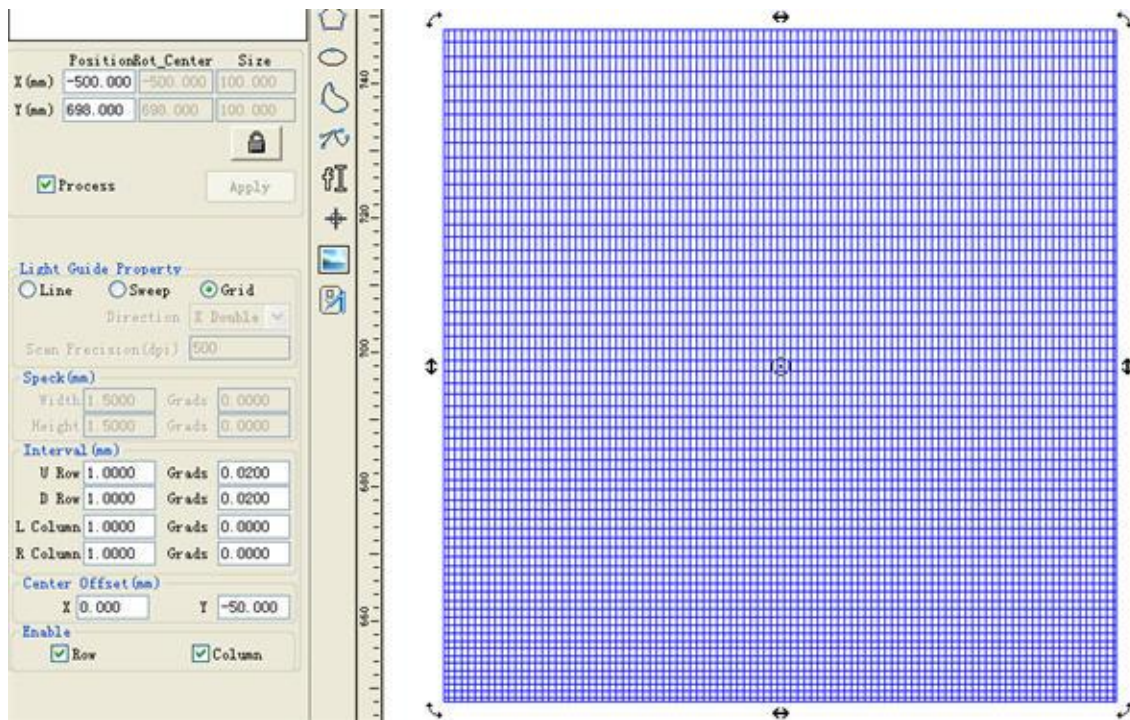 Position Rot_Center Size
X(mm) -500.000 -500.000 100.000
Y(mm) 698.000 690.000 100.000
Process Apply
Light Guide Property
Line Sweep Grid
Direction X Double
Scan Precision(dpi) 500
Speck(mm)
Width 1.5000 Grads 0.0000
Height 1.5000 Grads 0.0000
Interval(mm)
U Row 1.0000 Grads 0.0200
D Row 1.0000 Grads 0.0200
L Column 1.0000 Grads 0.0000
R Column 1.0000 Grads 0.0000
Center Offset(mm)
X 0.000 Y -50.000
Enable
Row Column
740
720
700
680
660